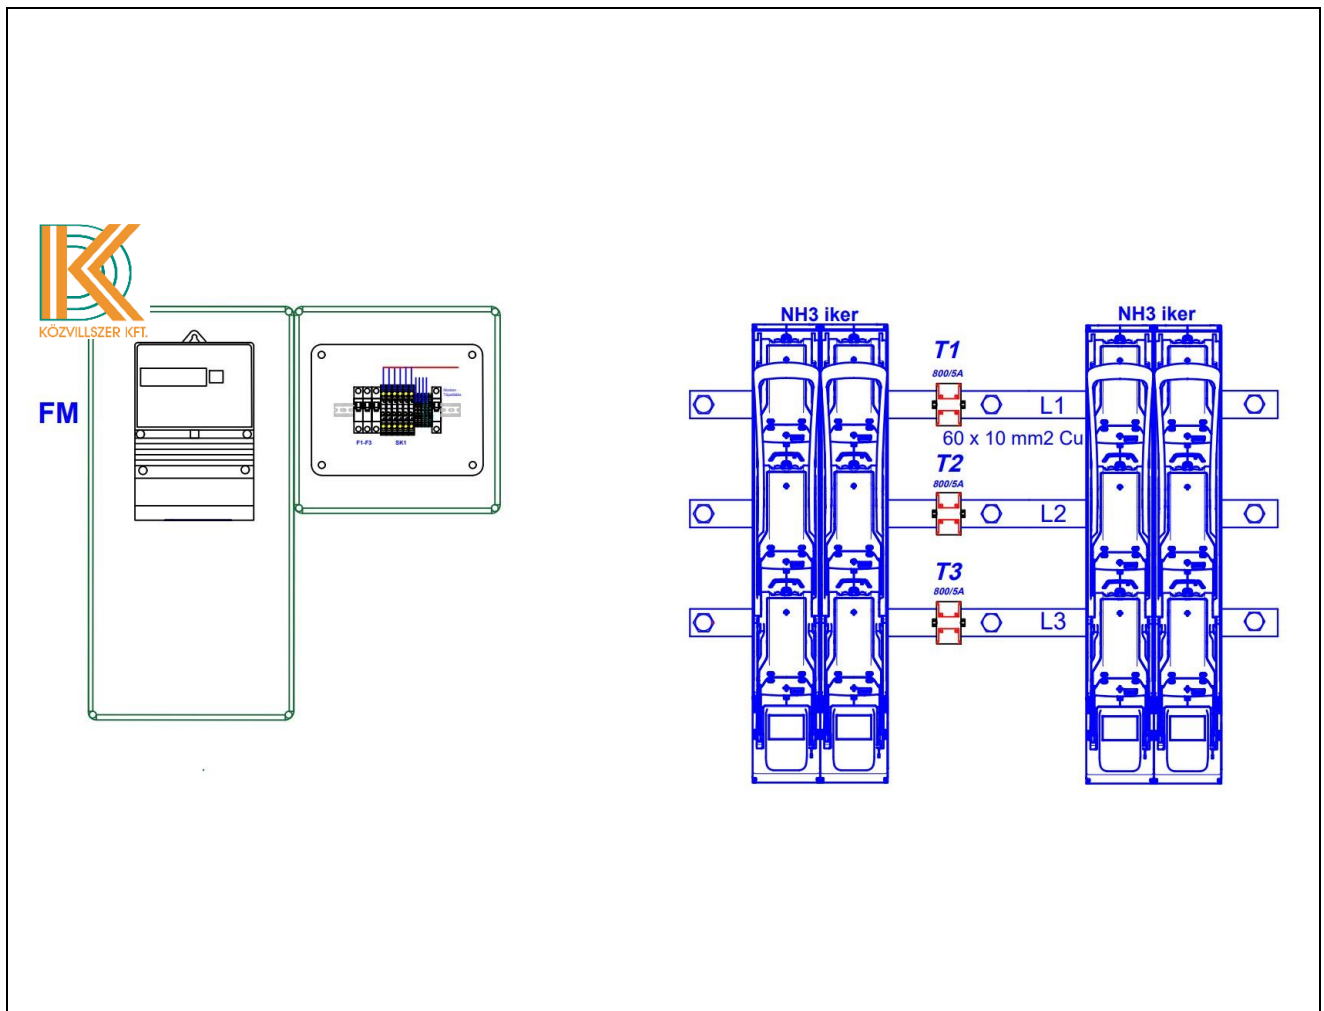 KÖZVILLSZER KFT.
FM
F1-F3
SK1
NH3 iker
NH3 iker
T1
800/5A
L1
60 x 10 mm2 Cu
T2
800/5A
L2
T3
800/5A
L3